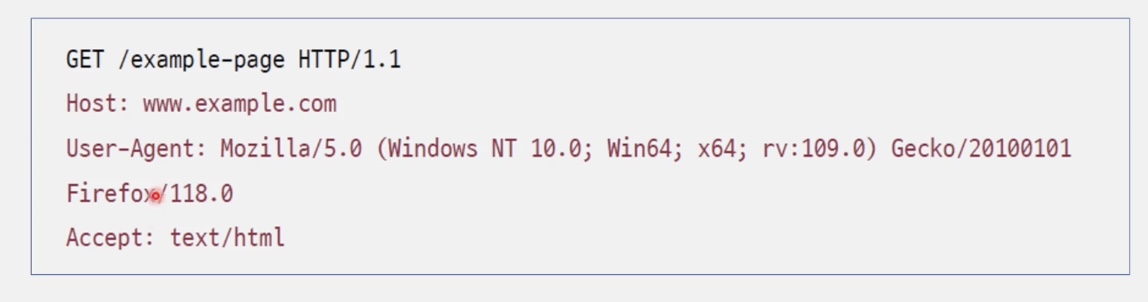 GET /example-page HTTP/1.1
Host: www.example.com
User-Agent: Mozilla/5.0 (Windows NT 10.0; Win64; x64; rv:109.0) Gecko/20100101
Firefox/118.0
Accept: text/html